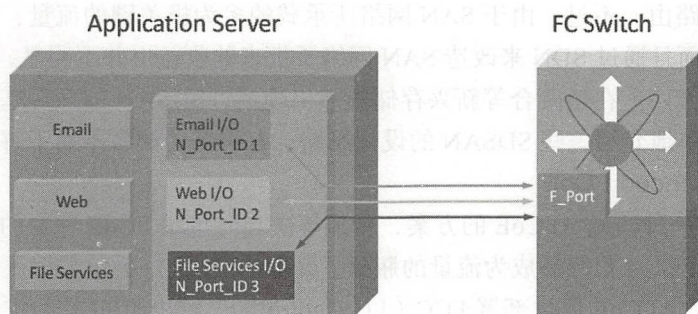 Application Server
FC Switch
Email
Email I/O
N_Port_ID 1
Web
Web I/O
N_Port_ID 2
F_Port
File Services
File Services I/O
N_Port_ID 3